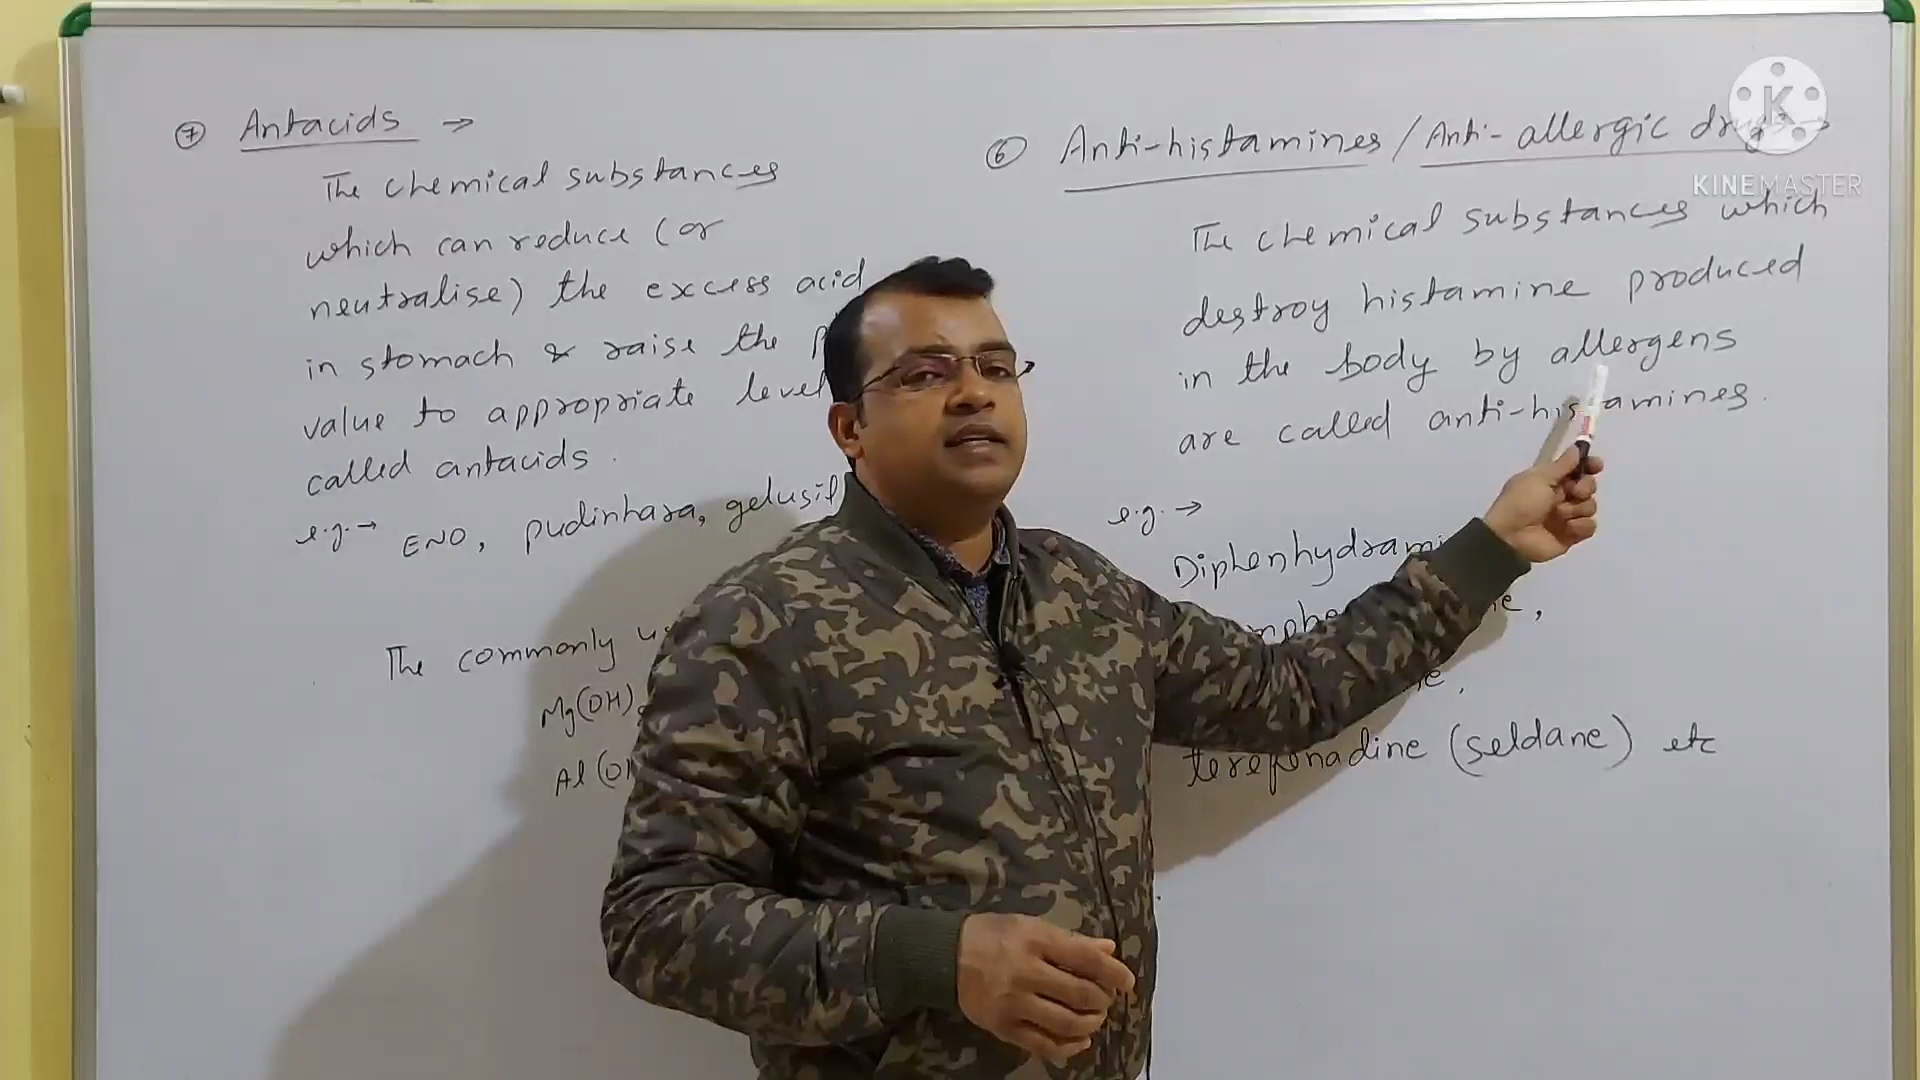 ⑦ Antacids →
The chemical substances
which can reduce (or
neutralise) the excess acid
in stomach & raise the
value to appropriate level
called antacids.
e.g.→ ENO, pudinhara, gelusil
The commonly
Mg(OH)
Al(OH
⑥ Anti-histamines / Anti-allergic drugs →
The chemical substances which
destroy histamine produced
in the body by allergens
are called anti-histamines.
e.g. →
terefenadine (seldane) etc
K
KINEMASTER